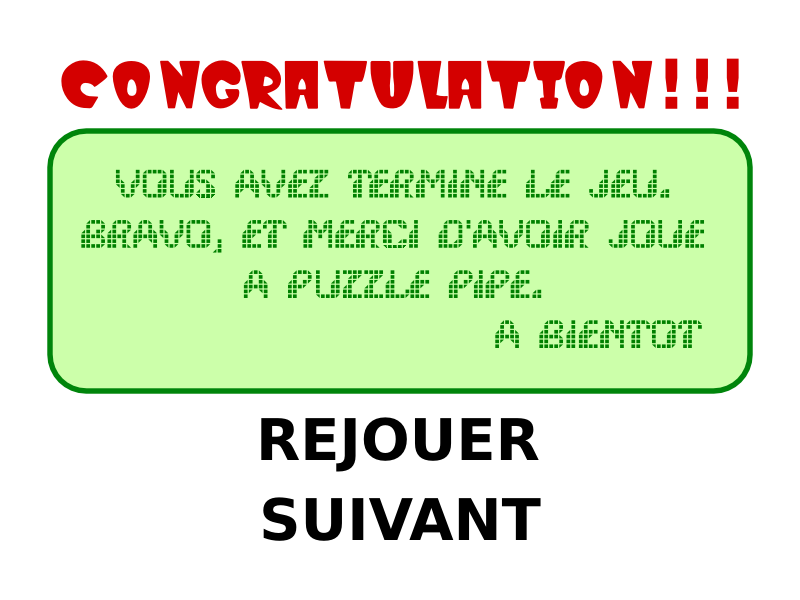 CONGRATULATION!!!
VOUS AVEZ TERMINE LE JEU.
BRAVO, ET MERCI D'AVOIR JOUE
A PUZZLE PIPE.
A BIENTOT
REJOUER
SUIVANT